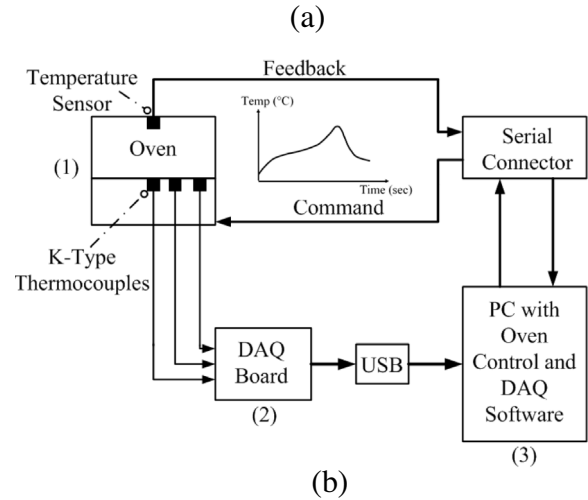 (a)
Temperature
Sensor
Feedback
Temp (°C)
Time (sec)
(1)
Oven
Serial
Connector
Command
K-Type
Thermocouples
DAQ
Board
(2)
USB
PC with
Oven
Control and
DAQ
Software
(3)
(b)